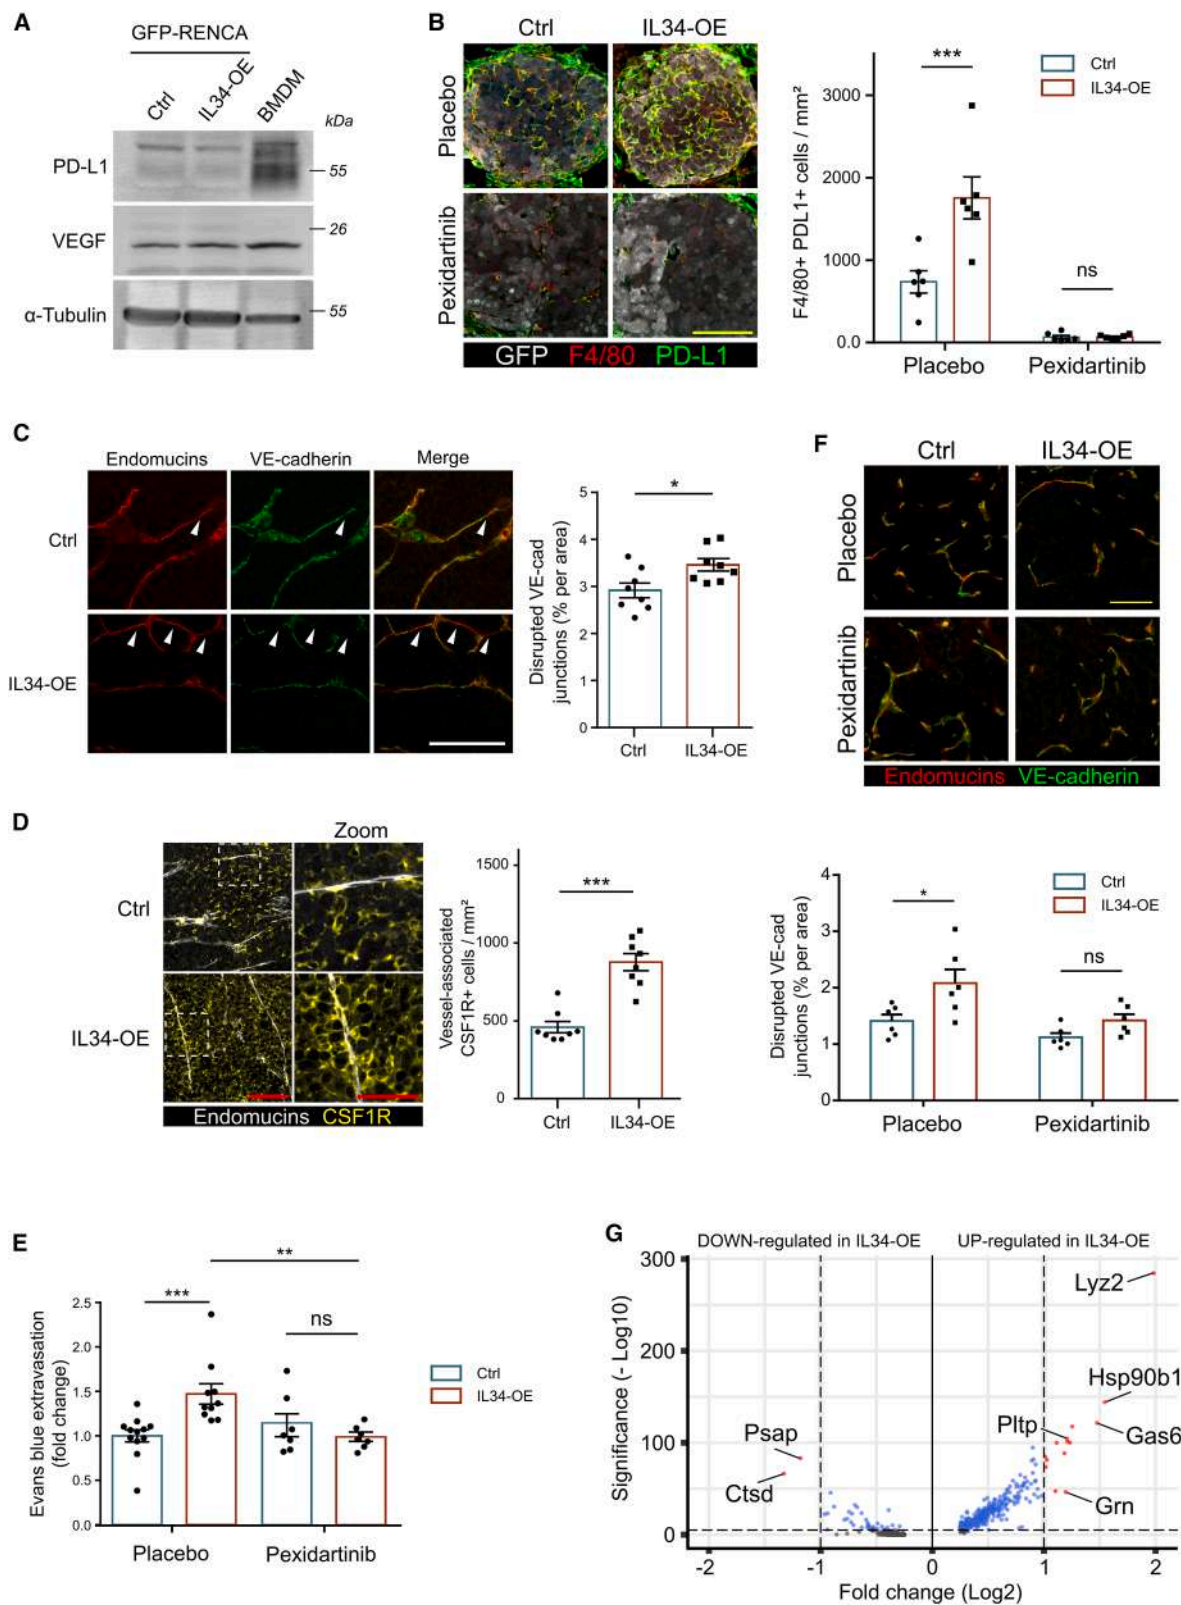 A
GFP-RENCA
Ctrl
IL34-OE
BMDM
kDa
PD-L1
55
VEGF
26
α-Tubulin
55
B
Ctrl
IL34-OE
Placebo
Pexidartinib
GFP F4/80 PD-L1
F4/80+ PDL1+ cells / mm²
3000
2000
1000
0.0
***
ns
Ctrl
IL34-OE
Placebo
Pexidartinib
C
Endomucins
VE-cadherin
Merge
Ctrl
IL34-OE
Disrupted VE-cad
junctions (% per area)
5
4
3
2
1
0
*
Ctrl
IL34-OE
F
Ctrl
IL34-OE
Placebo
Pexidartinib
Endomucins VE-cadherin
Disrupted VE-cad
junctions (% per area)
4
3
2
1
0
*
ns
Ctrl
IL34-OE
Placebo
Pexidartinib
D
Zoom
Ctrl
IL34-OE
Endomucins CSF1R
Vessel-associated
CSF1R+ cells / mm²
1500
1000
500
0
***
Ctrl
IL34-OE
E
Evans blue extravasation
(fold change)
2.5
2.0
1.5
1.0
0.5
0.0
***
**
ns
Ctrl
IL34-OE
Placebo
Pexidartinib
G
DOWN-regulated in IL34-OE
UP-regulated in IL34-OE
Significance (- Log10)
300
200
100
0
Lyz2
Hsp90b1
Pltp
Gas6
Psap
Ctsd
Grn
-2
-1
0
1
2
Fold change (Log2)